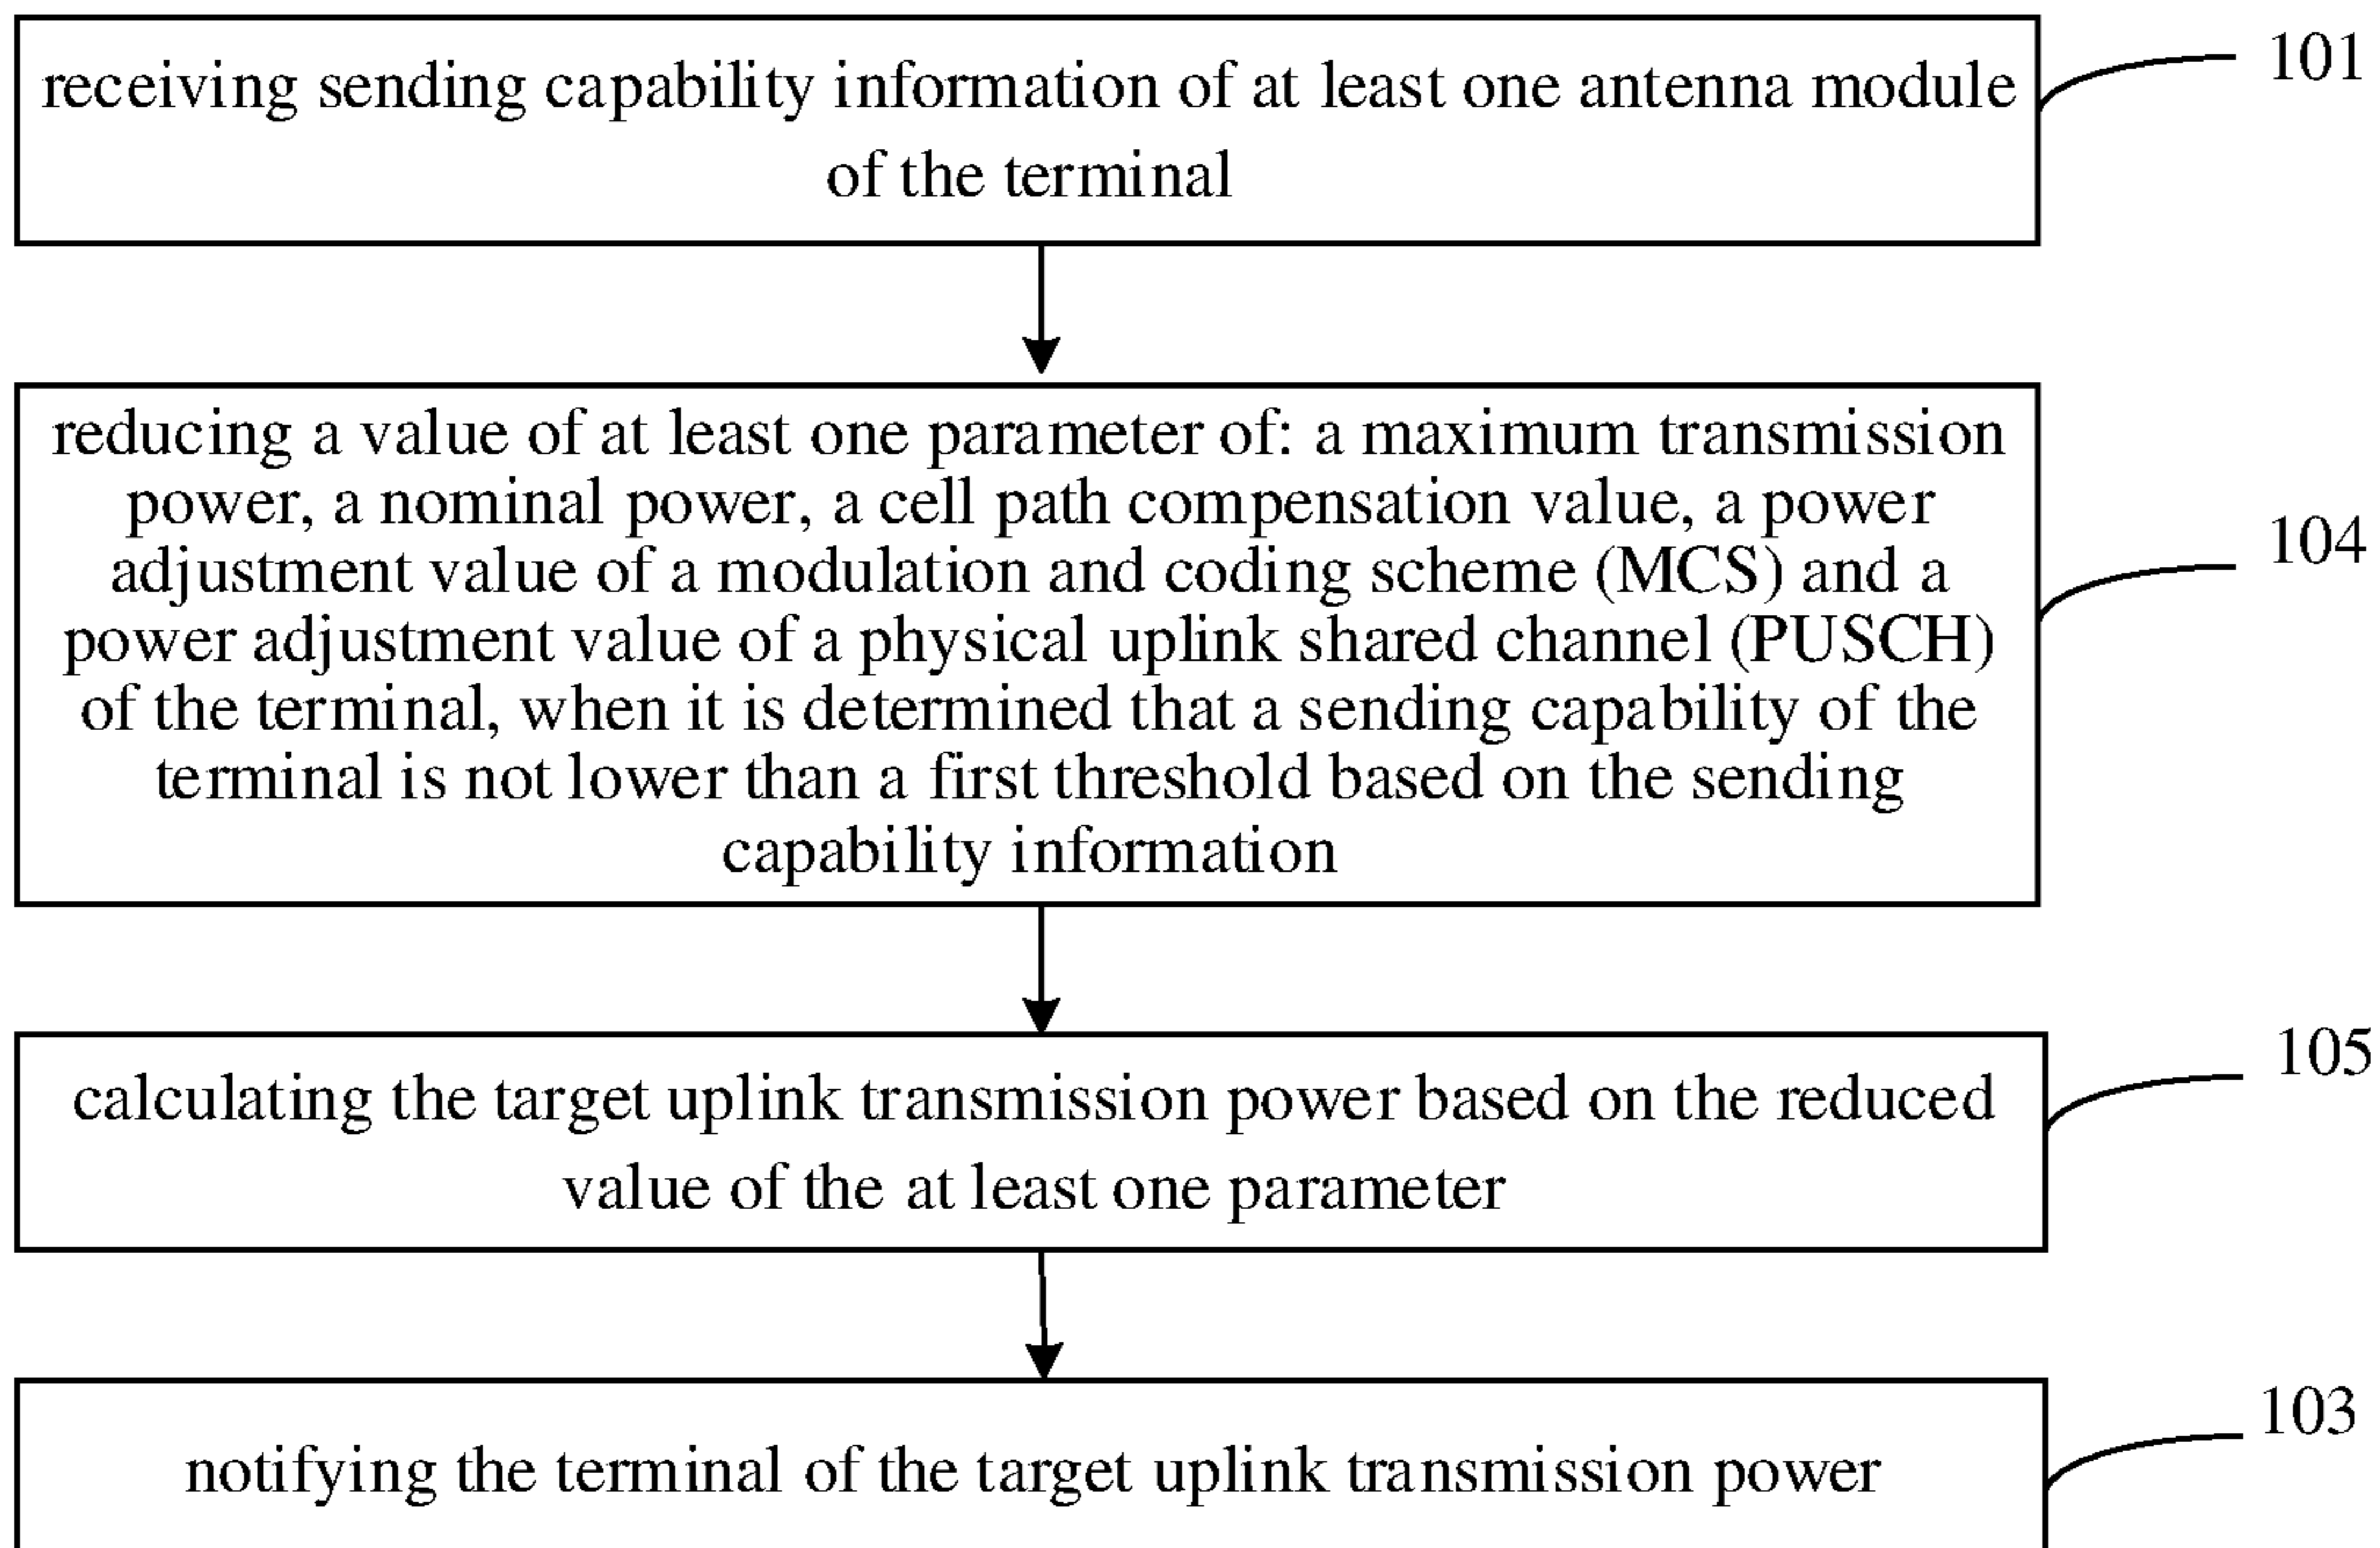 receiving sending capability information of at least one antenna module
of the terminal
101
reducing a value of at least one parameter of: a maximum transmission
power, a nominal power, a cell path compensation value, a power
adjustment value of a modulation and coding scheme (MCS) and a
power adjustment value of a physical uplink shared channel (PUSCH)
of the terminal, when it is determined that a sending capability of the
terminal is not lower than a first threshold based on the sending
capability information
104
calculating the target uplink transmission power based on the reduced
value of the at least one parameter
105
notifying the terminal of the target uplink transmission power
103